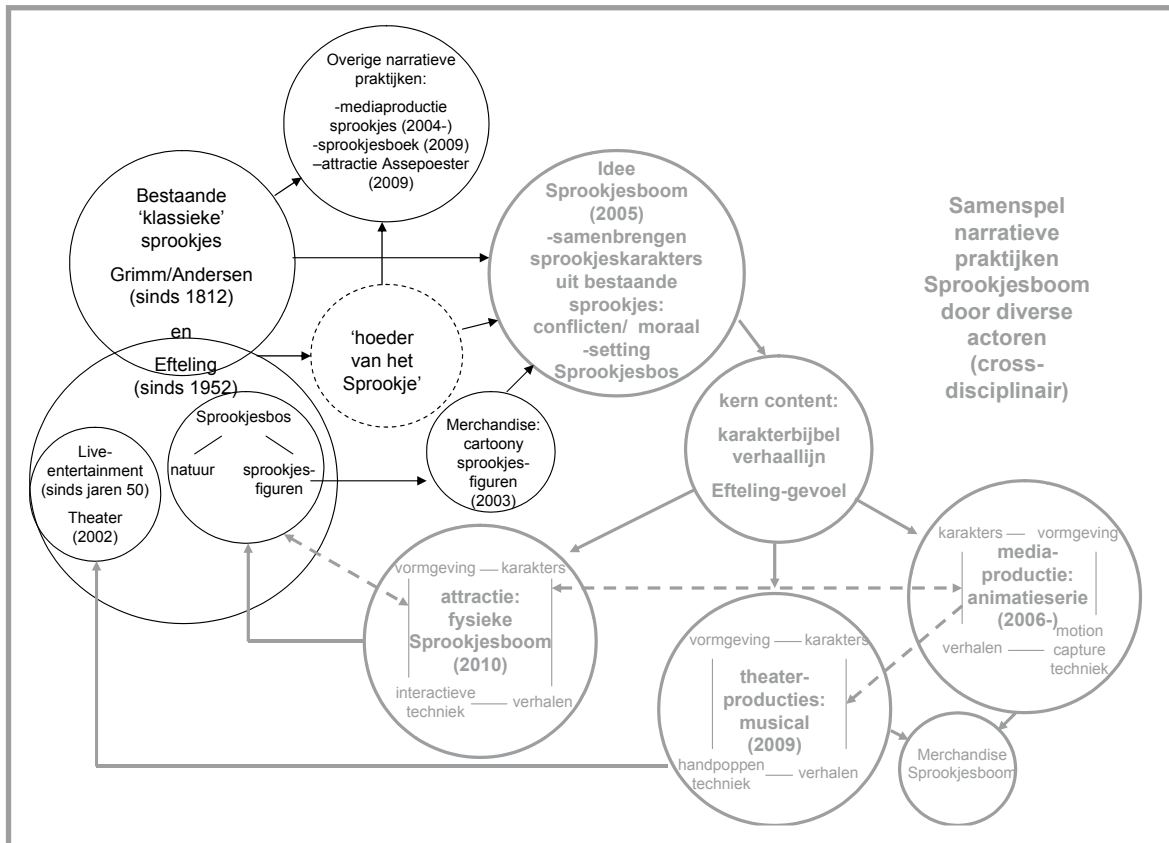 Overige narratieve
praktijken:
-mediaproductie
sprookjes (2004-)
-sprookjesboek (2009)
–attractie Assepoester
(2009)
Bestaande
‘klassieke’
sprookjes
Grimm/Andersen
(sinds 1812)
en
Efteling
(sinds 1952)
‘hoeder
van het
Sprookje’
Idee
Sprookjesboom
(2005)
-samenbrengen
sprookjeskarakters
uit bestaande
sprookjes:
conflicten/ moraal
-setting
Sprookjesbos
Samenspel
narratieve
praktijken
Sprookjesboom
door diverse
actoren
(cross-
disciplinair)
Sprookjesbos
natuur
sprookjes-
figuren
Live-
entertainment
(sinds jaren 50)
Theater
(2002)
Merchandise:
cartoony
sprookjes-
figuren
(2003)
kern content:
karakterbijbel
verhaallijn
Efteling-gevoel
vormgeving karakters
attractie:
fysieke
Sprookjesboom
(2010)
interactieve
techniek
verhalen
vormgeving karakters
theater-
producties:
musical
(2009)
handpoppen
techniek
verhalen
karakters vormgeving
media-
productie:
animatieserie
(2006-)
verhalen
motion
capture
techniek
Merchandise
Sprookjesboom